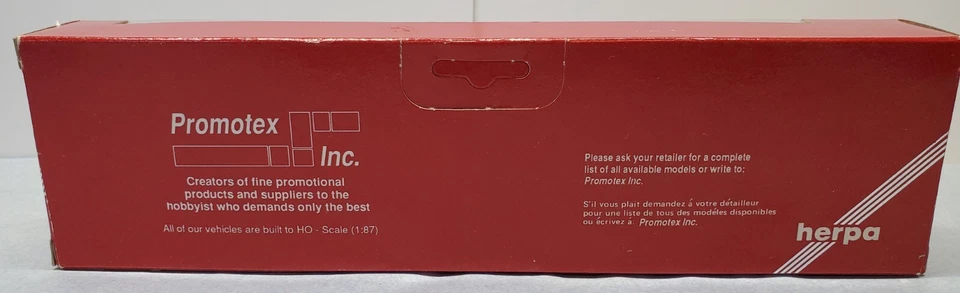 Promotex
Inc.
Creators of fine promotional
products and suppliers to the
hobbyist who demands only the best
All of our vehicles are built to HO - Scale (1:87)
Please ask your retailer for a complete
list of all available models or write to:
Promotex Inc.
S'il vous plait demandez à votre détailleur
pour une liste de tous des modéles disponibles
ou écrivez à Promotex Inc.
herpa